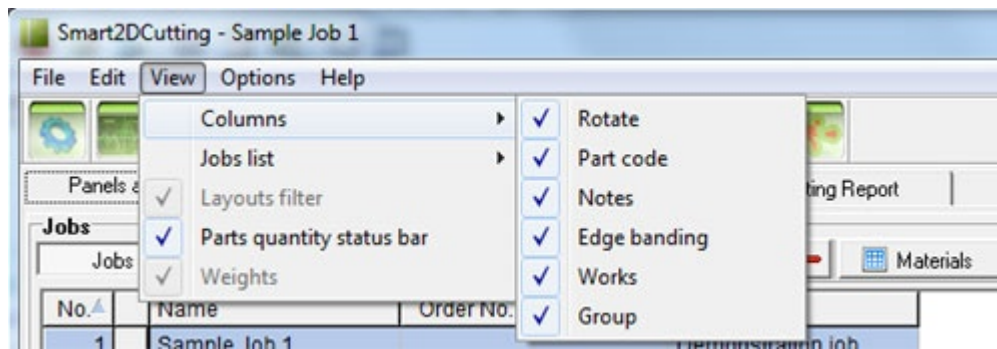 Smart2DCutting - Sample Job 1
File Edit View Options Help
Columns
Jobs list
Layouts filter
Parts quantity status bar
Weights
Rotate
Part code
Notes
Edge banding
Works
Group
Panels
ting Report
Jobs
Jobs
Materials
No. Name Order No.
1 Sample Job 1 Demonstration job